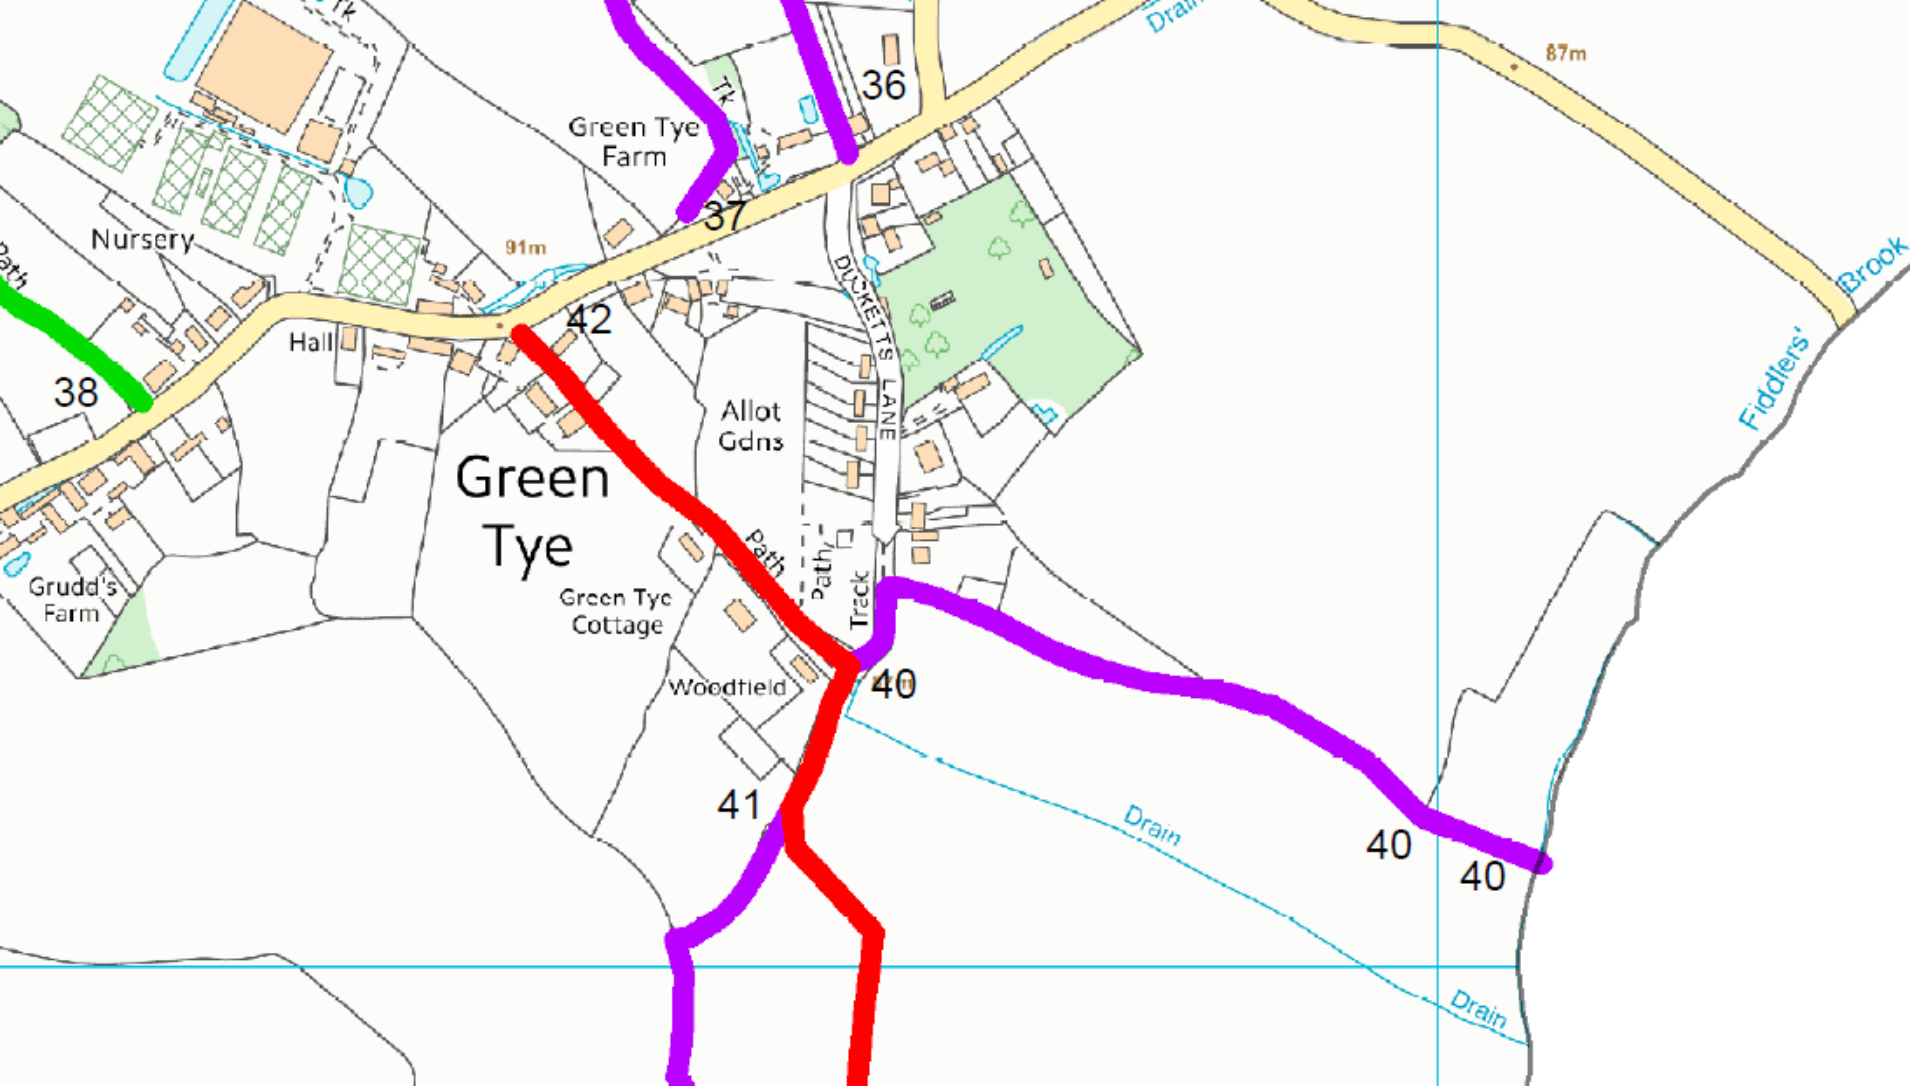 Tk
Drain
87m
36
Tk
Green Tye
Farm
37
Nursery
91m
Path
Brook
DUCKETTS LANE
42
Hall
Fiddlers'
38
Allot
Gdns
Green
Tye
Path
Path
Track
Grudd's
Farm
Green Tye
Cottage
Woodfield
40
41
Drain
40
40
Drain